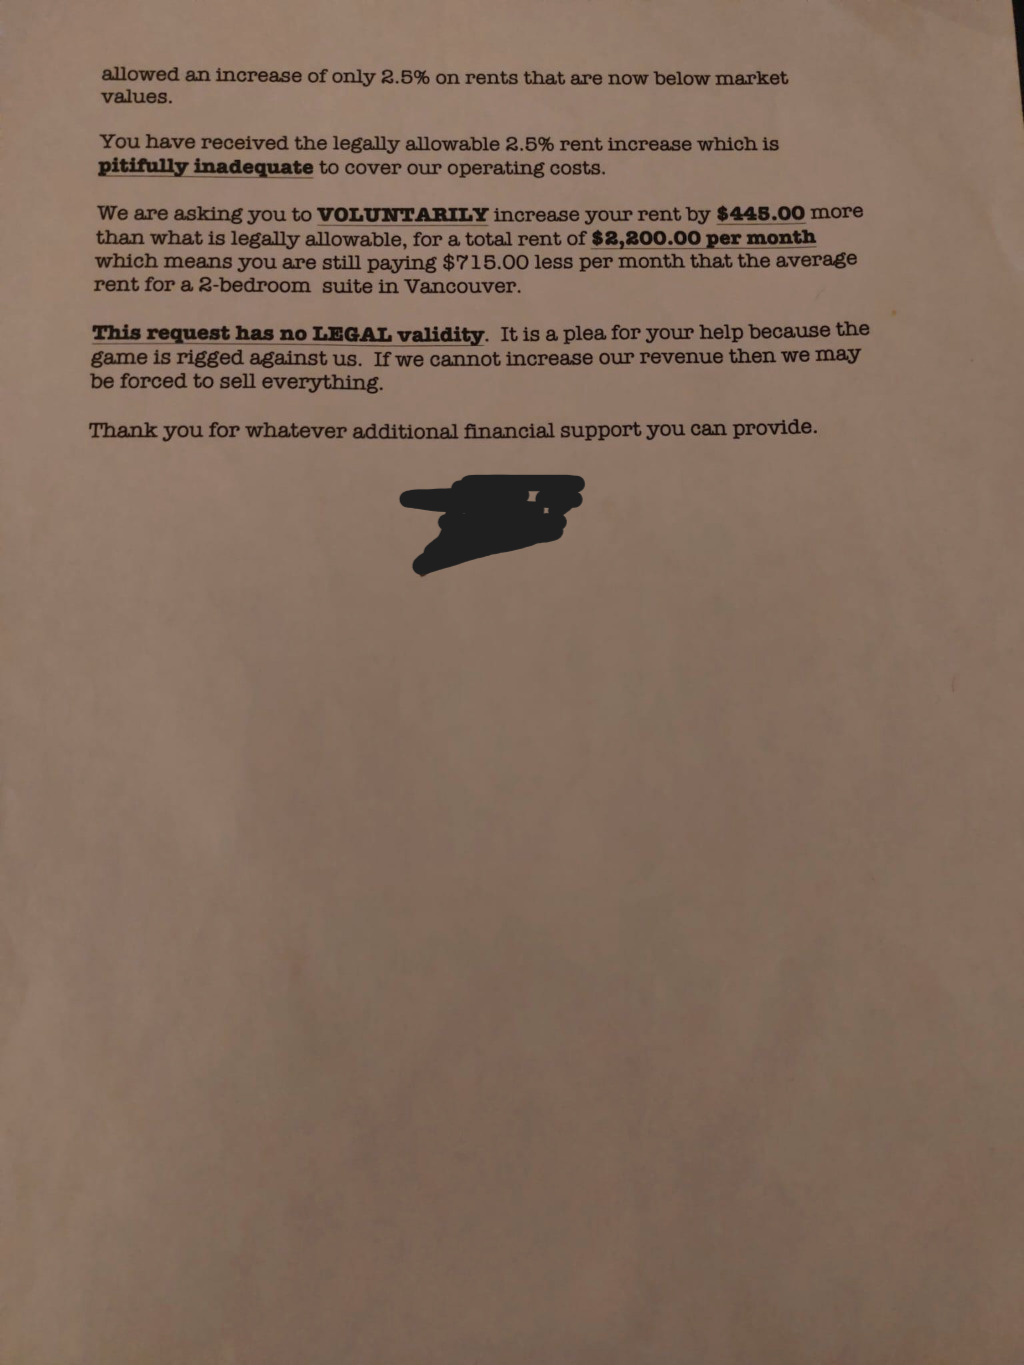 allowed an increase of only 2.5% on rents that are now below market
values.
You have received the legally allowable 2.5% rent increase which is
pitifully inadequate to cover our operating costs.
We are asking you to VOLUNTARILY increase your rent by $445.00 more
than what is legally allowable, for a total rent of $2,200.00 per month
which means you are still paying $715.00 less per month that the average
rent for a 2-bedroom suite in Vancouver.
This request has no LEGAL validity. It is a plea for your help because the
game is rigged against us. If we cannot increase our revenue then we may
be forced to sell everything.
Thank you for whatever additional financial support you can provide.